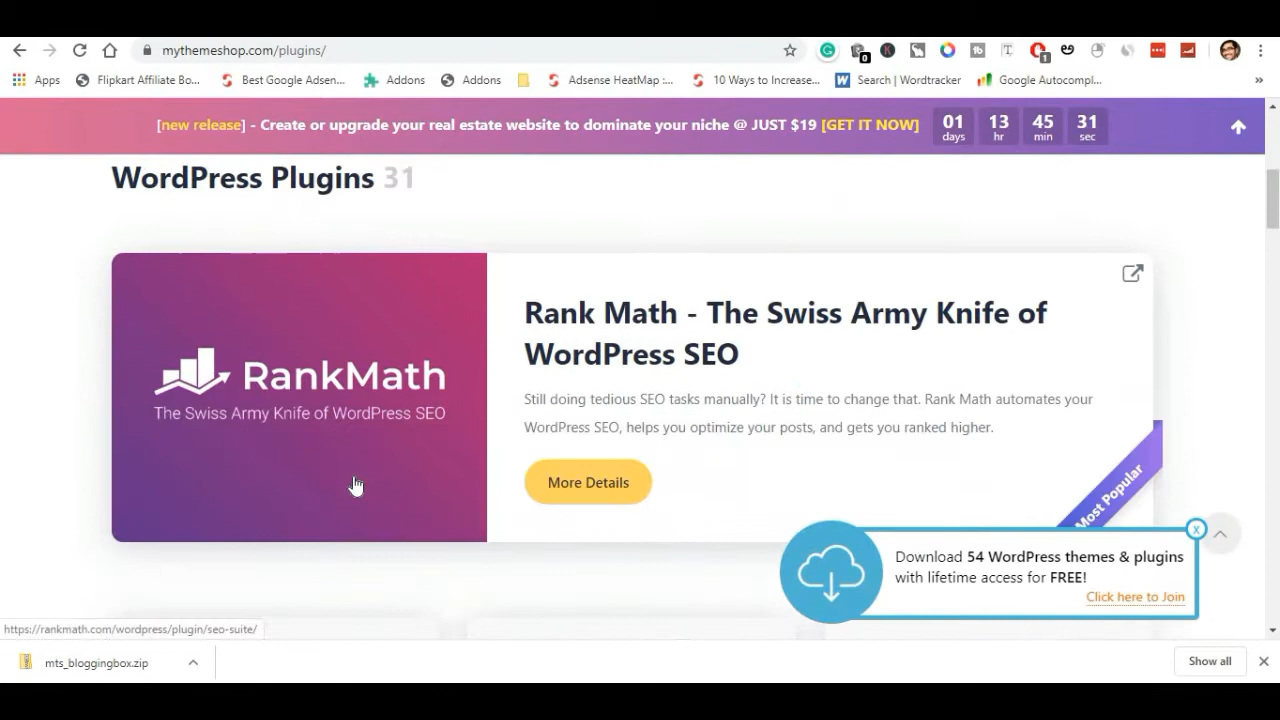 mythemeshop.com/plugins/
0
1
Apps
Flipkart Affiliate Bo...
Best Google Adsen...
Addons
Addons
Adsense HeatMap :...
10 Ways to Increase...
Search | Wordtracker
Google Autocompl...
»
[new release] - Create or upgrade your real estate website to dominate your niche @ JUST $19 [GET IT NOW]
01 13 45 31
days hr min sec
WordPress Plugins 31
RankMath
The Swiss Army Knife of WordPress SEO
Rank Math - The Swiss Army Knife of
WordPress SEO
Still doing tedious SEO tasks manually? It is time to change that. Rank Math automates your
WordPress SEO, helps you optimize your posts, and gets you ranked higher.
More Details
Most Popular
Download 54 WordPress themes & plugins
with lifetime access for FREE!
Click here to Join
X
https://rankmath.com/wordpress/plugin/seo-suite/
mts_bloggingbox.zip
Show all